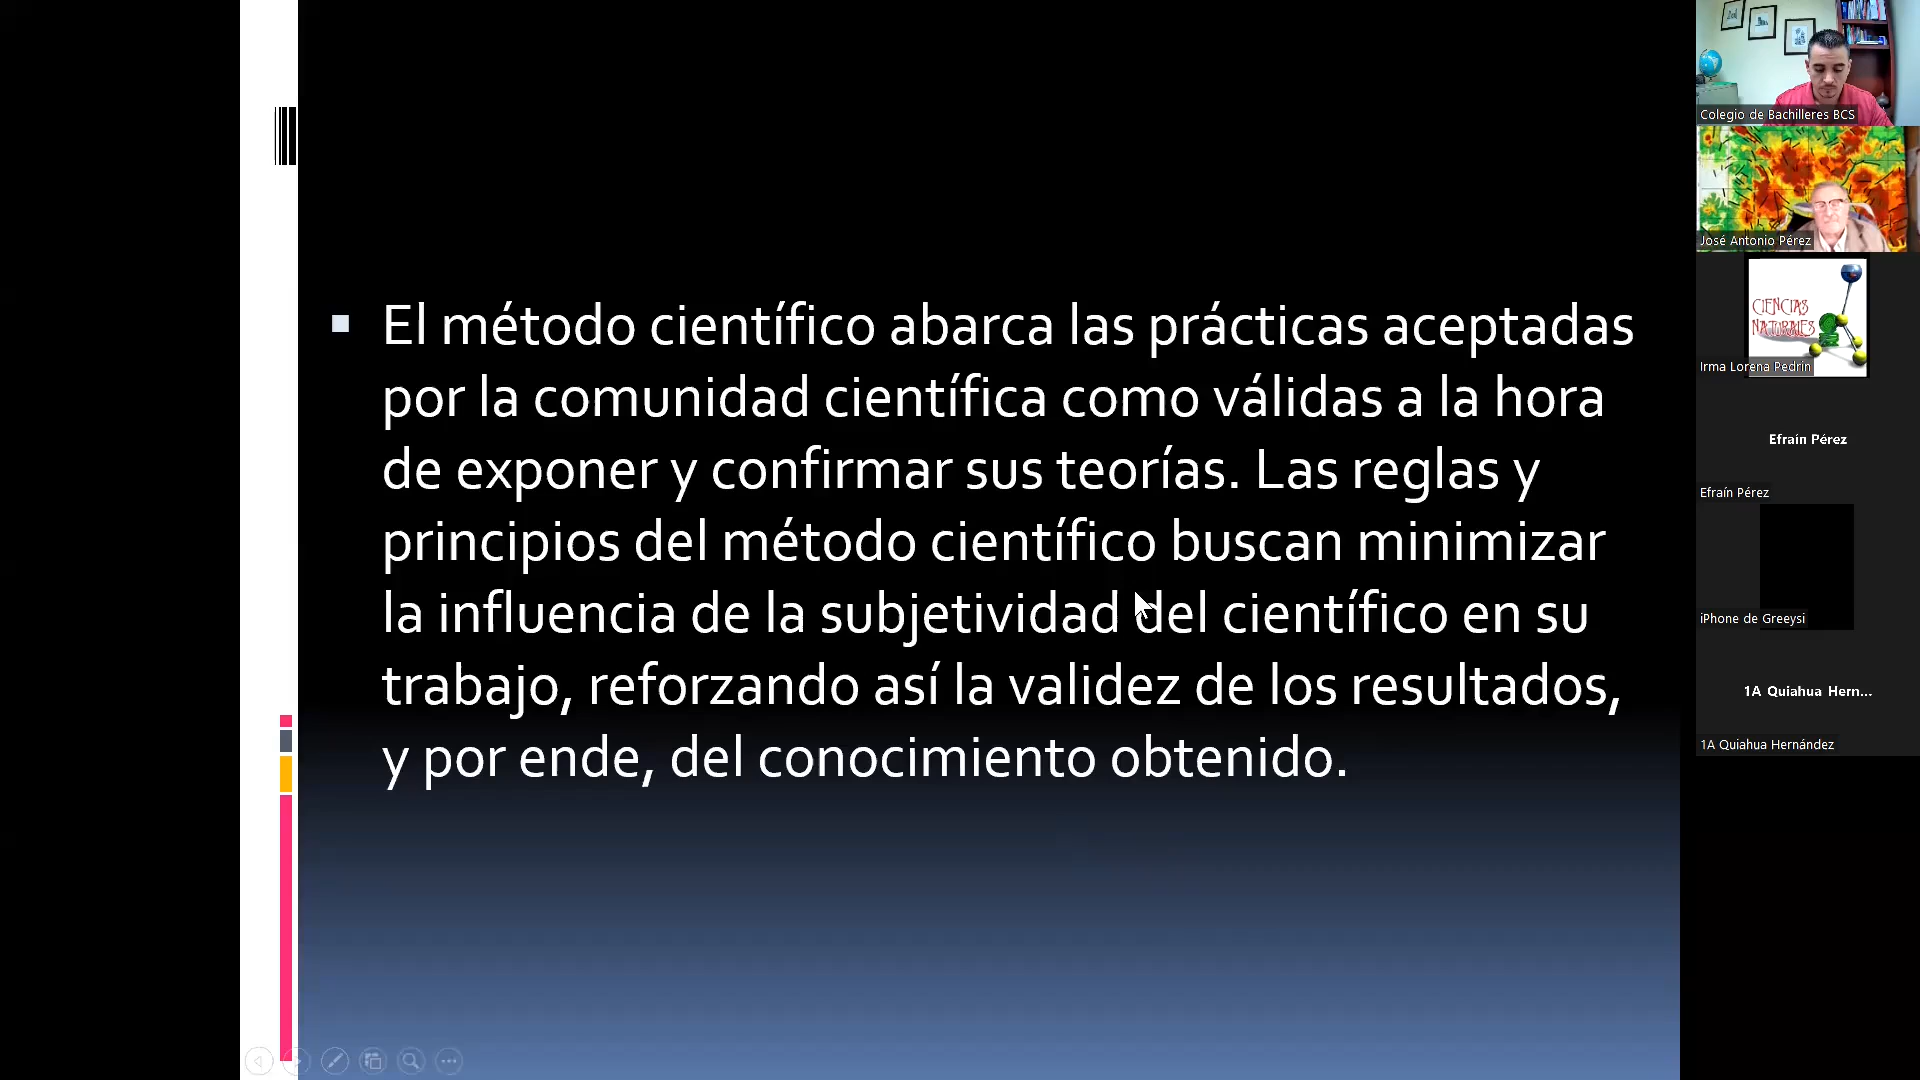 El método científico abarca las prácticas aceptadas
por la comunidad científica como válidas a la hora
de exponer y confirmar sus teorías. Las reglas y
principios del método científico buscan minimizar
la influencia de la subjetividad del científico en su
trabajo, reforzando así la validez de los resultados,
y por ende, del conocimiento obtenido.
Colegio de Bachilleres BCS
José Antonio Pérez
CIENCIAS
NATURALES
Irma Lorena Pedrín
Efraín Pérez
Efraín Pérez
iPhone de Greeysi
1A Quiahua Hern...
1A Quiahua Hernández